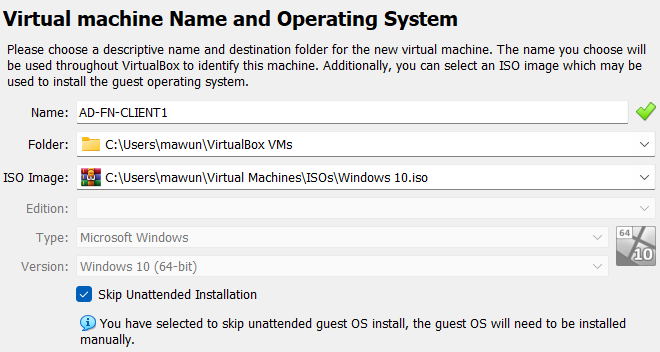 Virtual machine Name and Operating System
Please choose a descriptive name and destination folder for the new virtual machine. The name you choose will
be used throughout VirtualBox to identify this machine. Additionally, you can select an ISO image which may be
used to install the guest operating system.
Name: AD-FN-CLIENT1
Folder: C:\Users\mawun\VirtualBox VMs
ISO Image: C:\Users\mawun\Virtual Machines\ISOs\Windows 10.iso
Edition:
Type: Microsoft Windows
64
10
Version: Windows 10 (64-bit)
Skip Unattended Installation
You have selected to skip unattended guest OS install, the guest OS will need to be installed
manually.